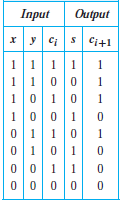 Input Output
x y cᵢ s cᵢ₊₁
1 1 1 1 1
1 1 0 0 1
1 0 1 0 1
1 0 0 1 0
0 1 1 0 1
0 1 0 1 0
0 0 1 1 0
0 0 0 0 0